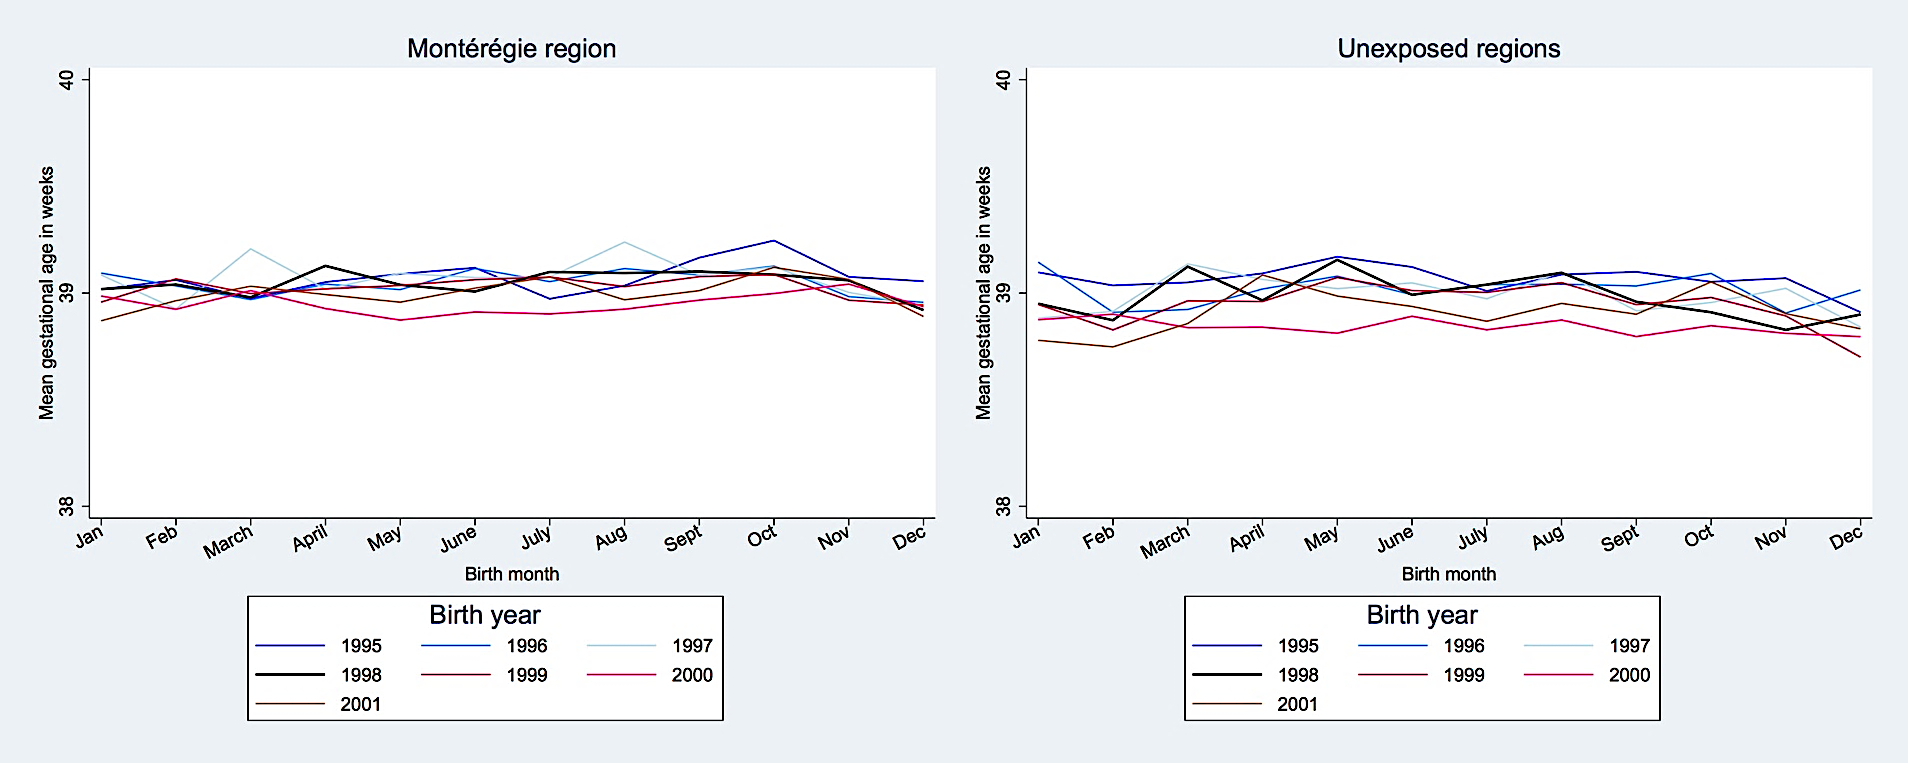 Montérégie region
40
39
38
Mean gestational age in weeks
Jan Feb March April May June July Aug Sept Oct Nov Dec
Birth month
Birth year
1995 1996 1997
1998 1999 2000
2001
Unexposed regions
40
39
38
Mean gestational age in weeks
Jan Feb March April May June July Aug Sept Oct Nov Dec
Birth month
Birth year
1995 1996 1997
1998 1999 2000
2001